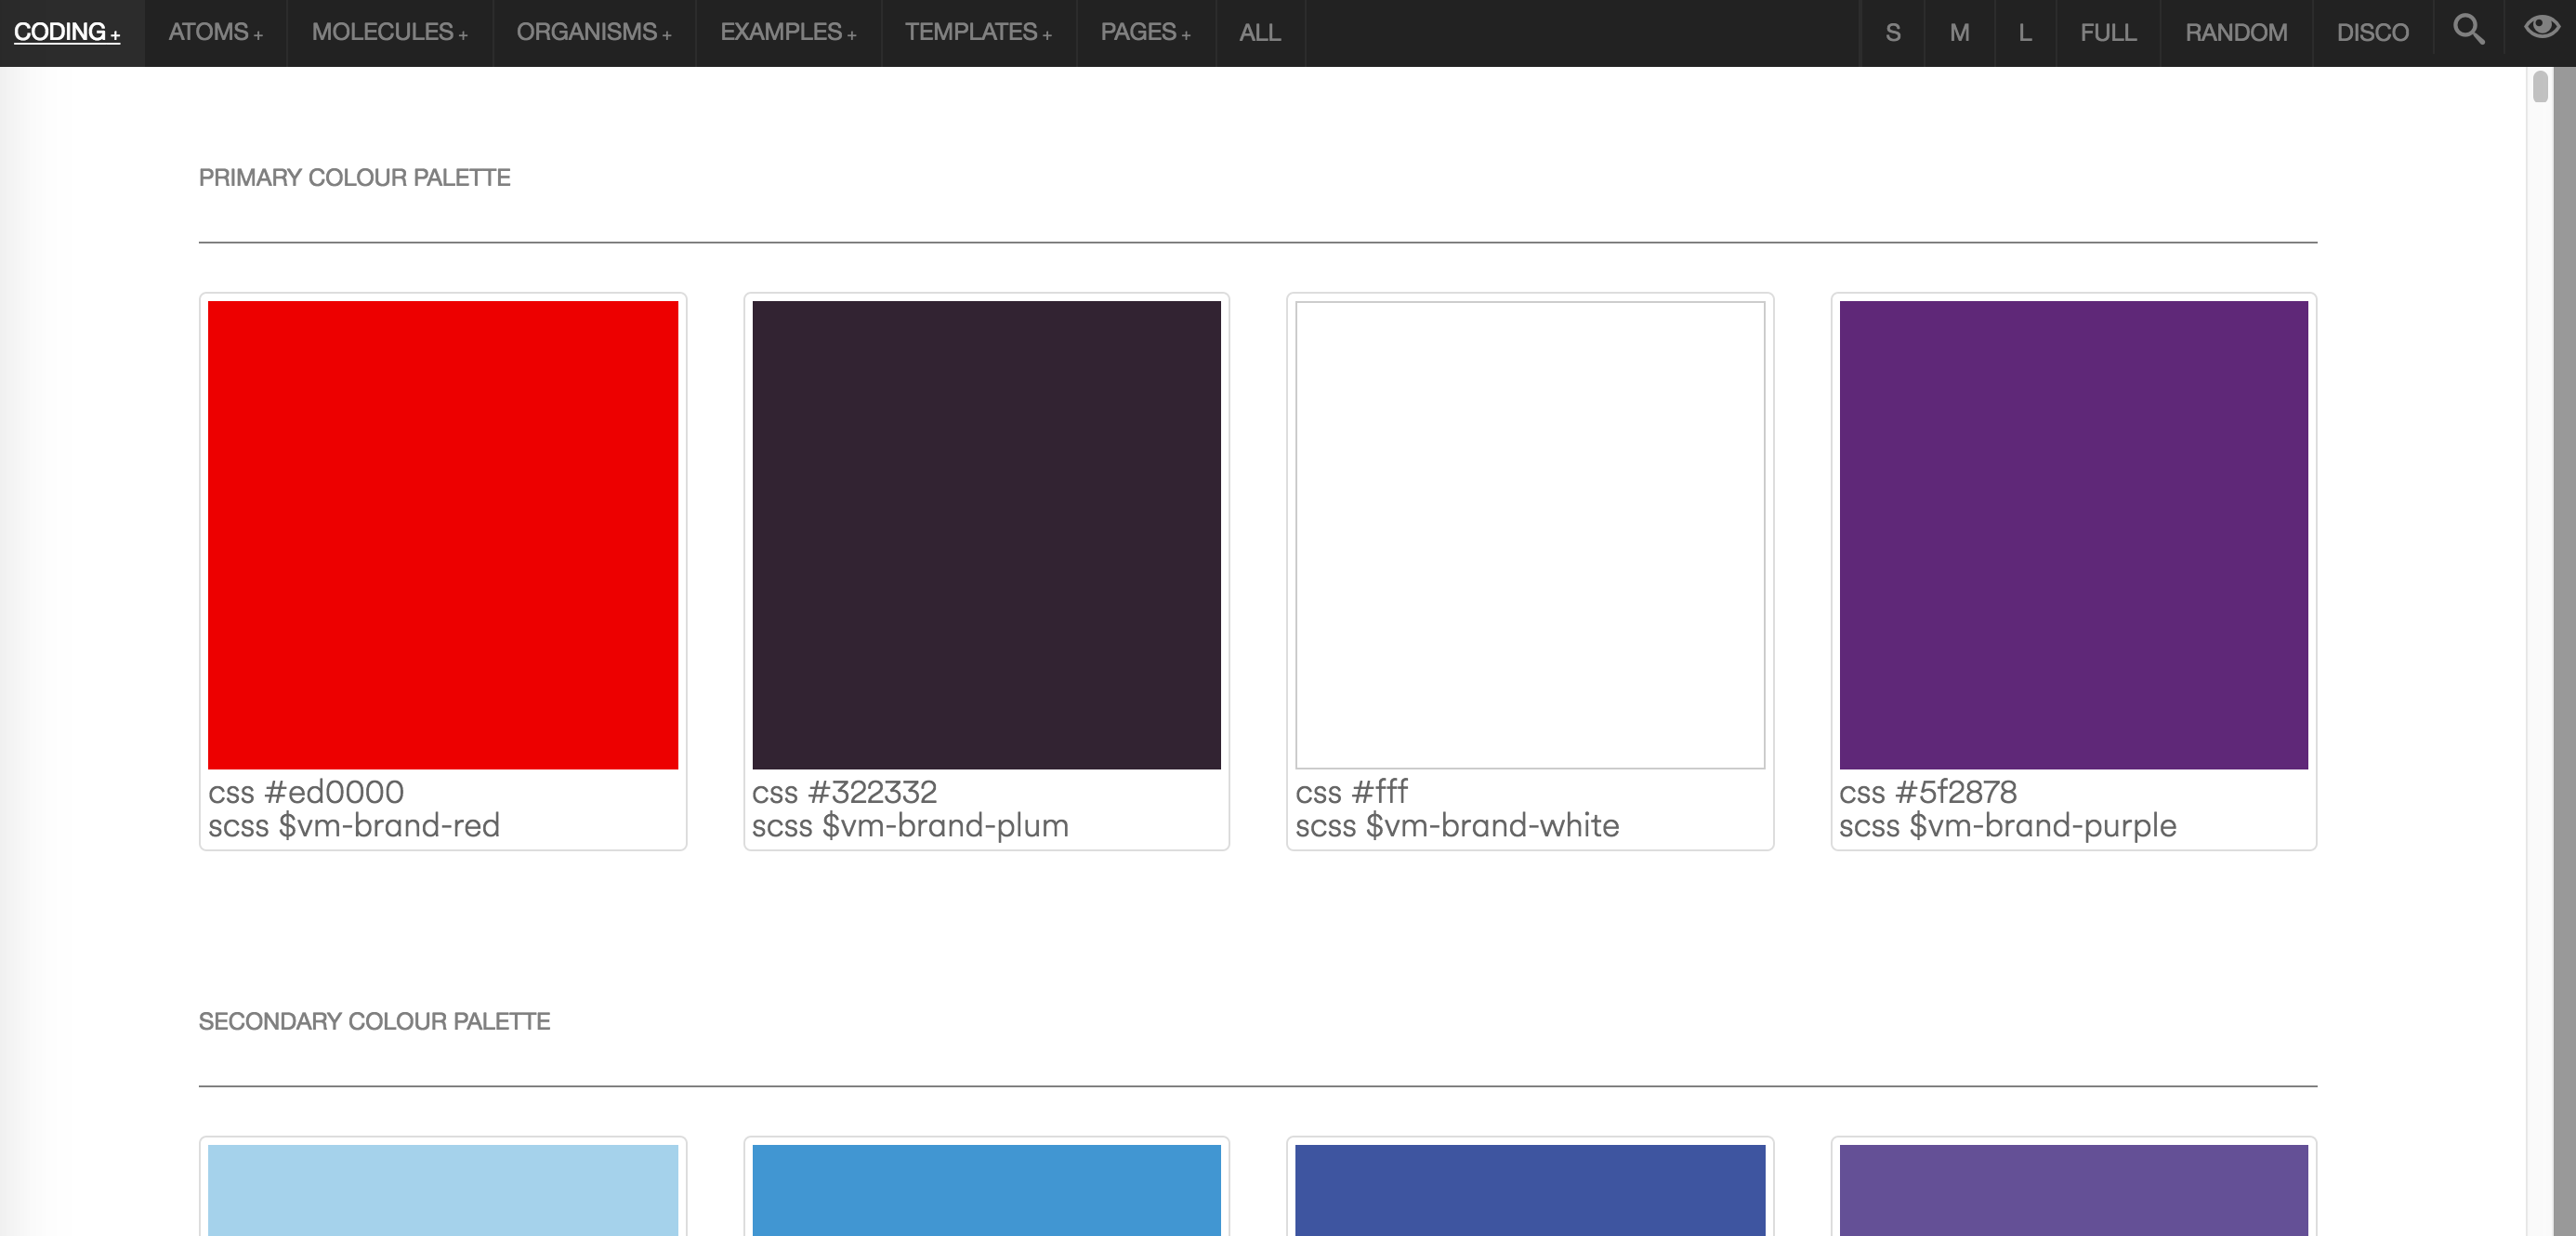 CODING + ATOMS + MOLECULES + ORGANISMS + EXAMPLES + TEMPLATES + PAGES + ALL S M L FULL RANDOM DISCO
PRIMARY COLOUR PALETTE
css #ed0000
scss $vm-brand-red
css #322332
scss $vm-brand-plum
css #fff
scss $vm-brand-white
css #5f2878
scss $vm-brand-purple
SECONDARY COLOUR PALETTE